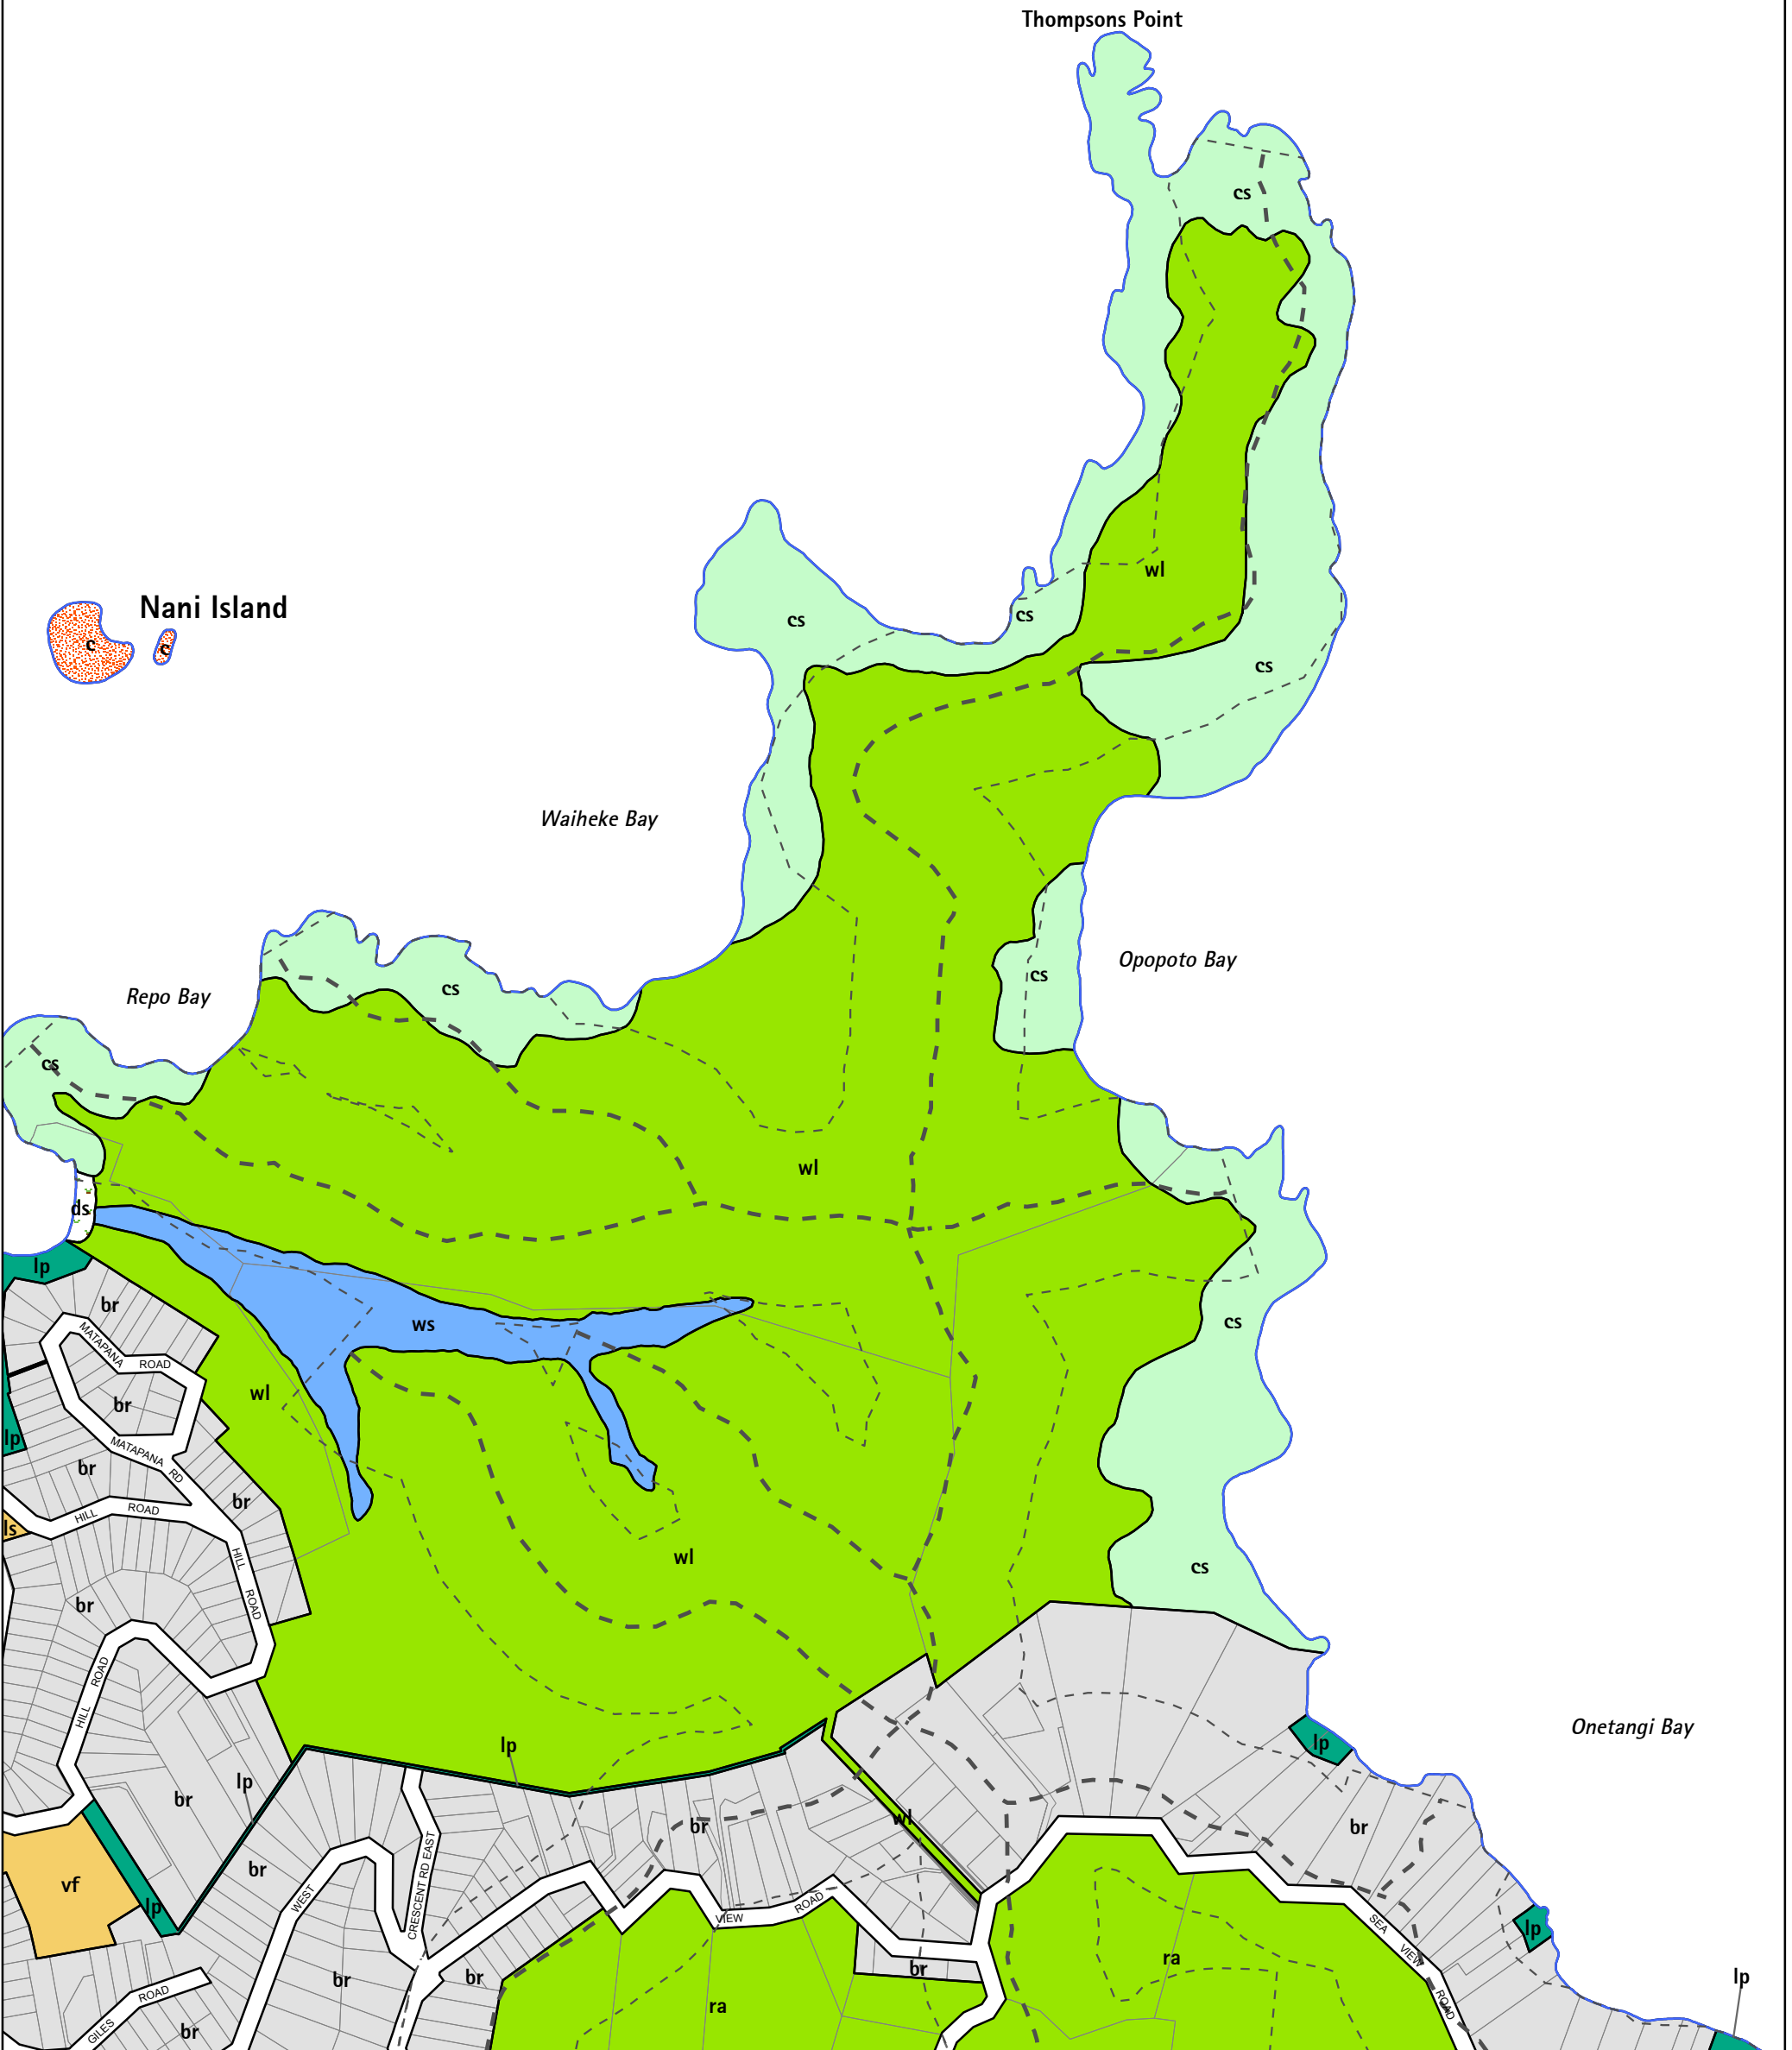 Thompsons Point
cs
wl
Nani Island
c
c
cs
cs
cs
Waiheke Bay
Opopoto Bay
cs
cs
Repo Bay
cs
wl
ds
lp
br
ws
cs
MATAPANA ROAD
wl
br
lp
MATAPANA RD
br
br
ls
HILL ROAD
HILL ROAD
wl
cs
br
HILL ROAD
Onetangi Bay
lp
lp
lp
br
wl
br
br
br
vf
lp
WEST
CRESCENT RD EAST
VIEW ROAD
SEA VIEW ROAD
lp
br
ra
br
br
lp
GILES ROAD
ra
br